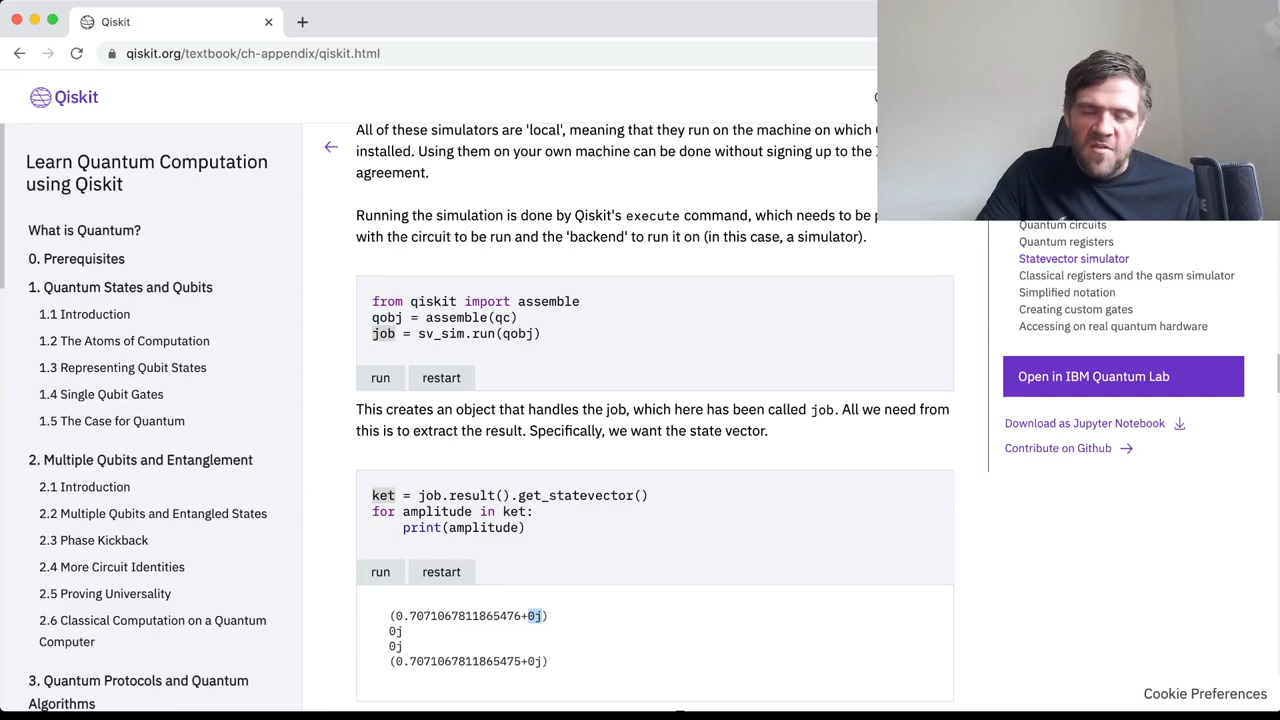 Qiskit
qiskit.org/textbook/ch-appendix/qiskit.html
Qiskit
Learn Quantum Computation
using Qiskit
What is Quantum?
0. Prerequisites
1. Quantum States and Qubits
1.1 Introduction
1.2 The Atoms of Computation
1.3 Representing Qubit States
1.4 Single Qubit Gates
1.5 The Case for Quantum
2. Multiple Qubits and Entanglement
2.1 Introduction
2.2 Multiple Qubits and Entangled States
2.3 Phase Kickback
2.4 More Circuit Identities
2.5 Proving Universality
2.6 Classical Computation on a Quantum
Computer
3. Quantum Protocols and Quantum
Algorithms
All of these simulators are 'local', meaning that they run on the machine on which
installed. Using them on your own machine can be done without signing up to the
agreement.
Running the simulation is done by Qiskit's execute command, which needs to be
with the circuit to be run and the 'backend' to run it on (in this case, a simulator).
from qiskit import assemble
qobj = assemble(qc)
job = sv_sim.run(qobj)
run restart
This creates an object that handles the job, which here has been called job. All we need from
this is to extract the result. Specifically, we want the state vector.
ket = job.result().get_statevector()
for amplitude in ket:
print(amplitude)
run restart
(0.7071067811865476+0j)
0j
0j
(0.7071067811865475+0j)
Quantum circuits
Quantum registers
Statevector simulator
Classical registers and the qasm simulator
Simplified notation
Creating custom gates
Accessing on real quantum hardware
Open in IBM Quantum Lab
Download as Jupyter Notebook
Contribute on Github
Cookie Preferences